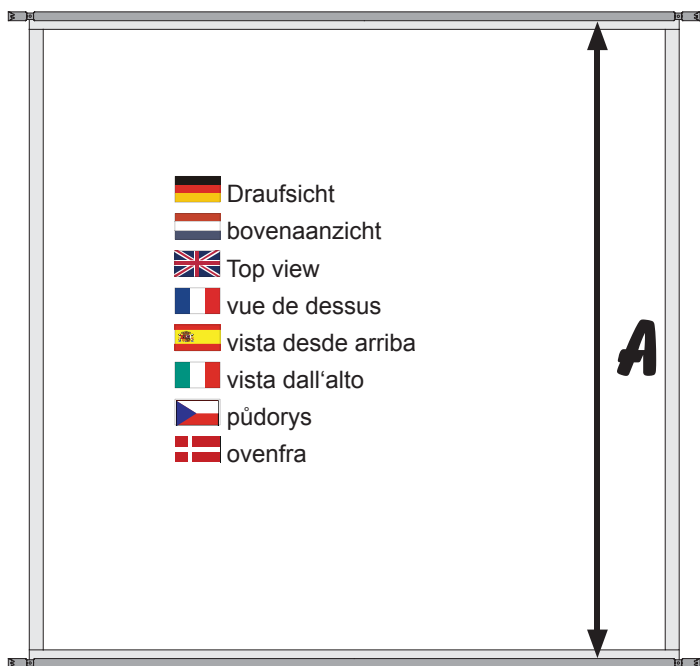 Draufsicht
bovenaanzicht
Top view
vue de dessus
vista desde arriba
vista dall‘alto
půdorys
ovenfra
A